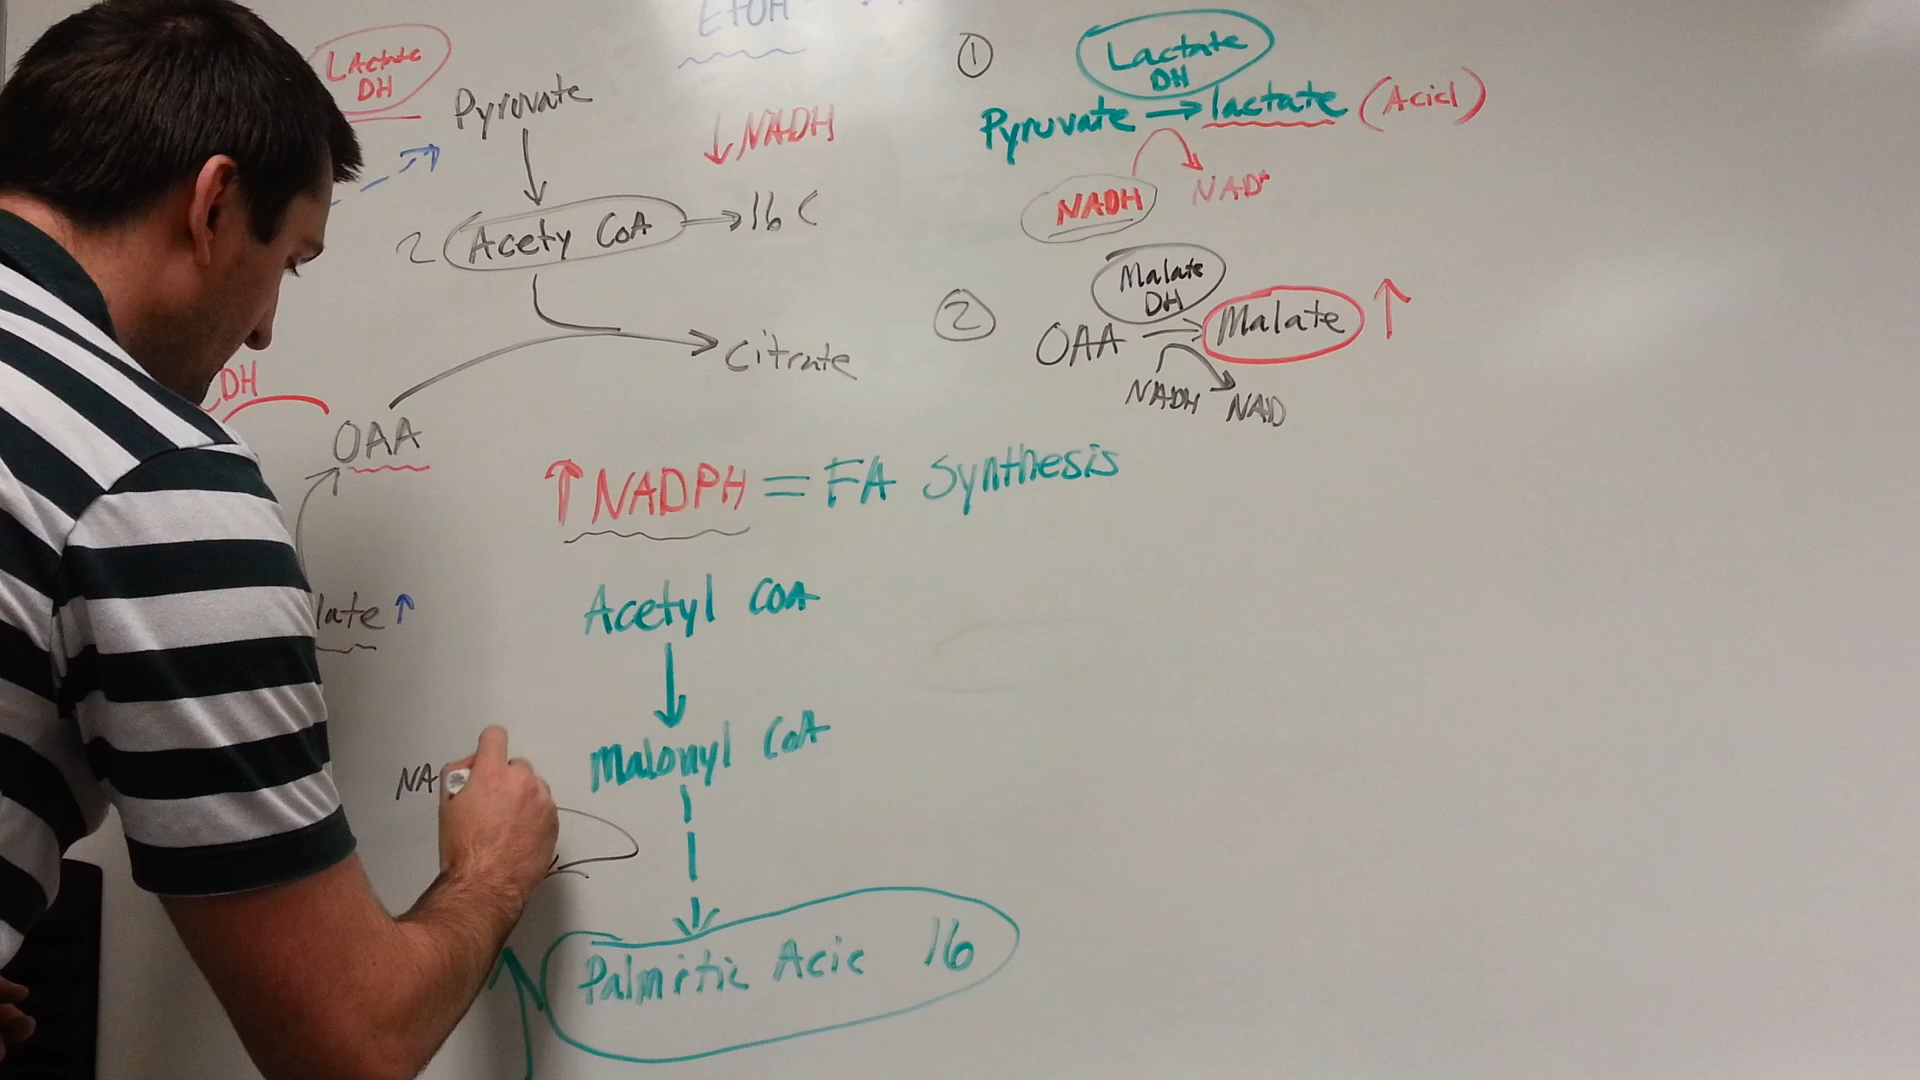 EtOH
Lactate
DH
Pyruvate
↓ NADH
2 Acety CoA → 16 C
Citrate
DH
OAA
late ↑
① Lactate
DH
Pyruvate → lactate (Acid)
NADH NAD+
② Malate
DH
OAA → Malate ↑
NADH NAD
↑ NADPH = FA Synthesis
Acetyl COA
Malonyl CoA
NA
Palmitic Acid 16